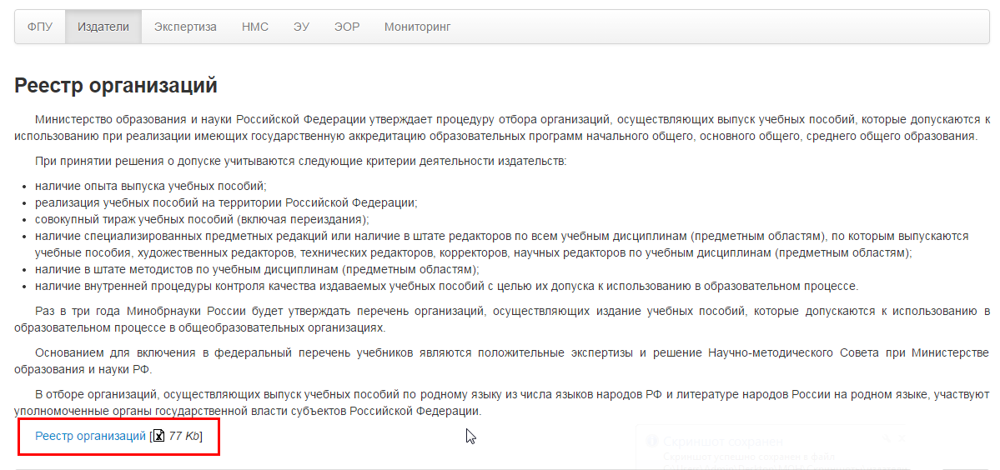 ФПУ Издатели Экспертиза НМС ЭУ ЭОР Мониторинг
Реестр организаций
Министерство образования и науки Российской Федерации утверждает процедуру отбора организаций, осуществляющих выпуск учебных пособий, которые допускаются к
использованию при реализации имеющих государственную аккредитацию образовательных программ начального общего, основного общего, среднего общего образования.
При принятии решения о допуске учитываются следующие критерии деятельности издательств:
• наличие опыта выпуска учебных пособий;
• реализация учебных пособий на территории Российской Федерации;
• совокупный тираж учебных пособий (включая переиздания);
• наличие специализированных предметных редакций или наличие в штате редакторов по всем учебным дисциплинам (предметным областям), по которым выпускаются
учебные пособия, художественных редакторов, технических редакторов, корректоров, научных редакторов по учебным дисциплинам (предметным областям);
• наличие в штате методистов по учебным дисциплинам (предметным областям);
• наличие внутренней процедуры контроля качества издаваемых учебных пособий с целью их допуска к использованию в образовательном процессе.
Раз в три года Минобрнауки России будет утверждать перечень организаций, осуществляющих издание учебных пособий, которые допускаются к использованию в
образовательном процессе в общеобразовательных организациях.
Основанием для включения в федеральный перечень учебников являются положительные экспертизы и решение Научно-методического Совета при Министерстве
образования и науки РФ.
В отборе организаций, осуществляющих выпуск учебных пособий по родному языку из числа языков народов РФ и литературе народов России на родном языке, участвуют
уполномоченные органы государственной власти субъектов Российской Федерации.
Реестр организаций [77 Kb]
Скриншот сохранен
Скриншот успешно сохранен в файл